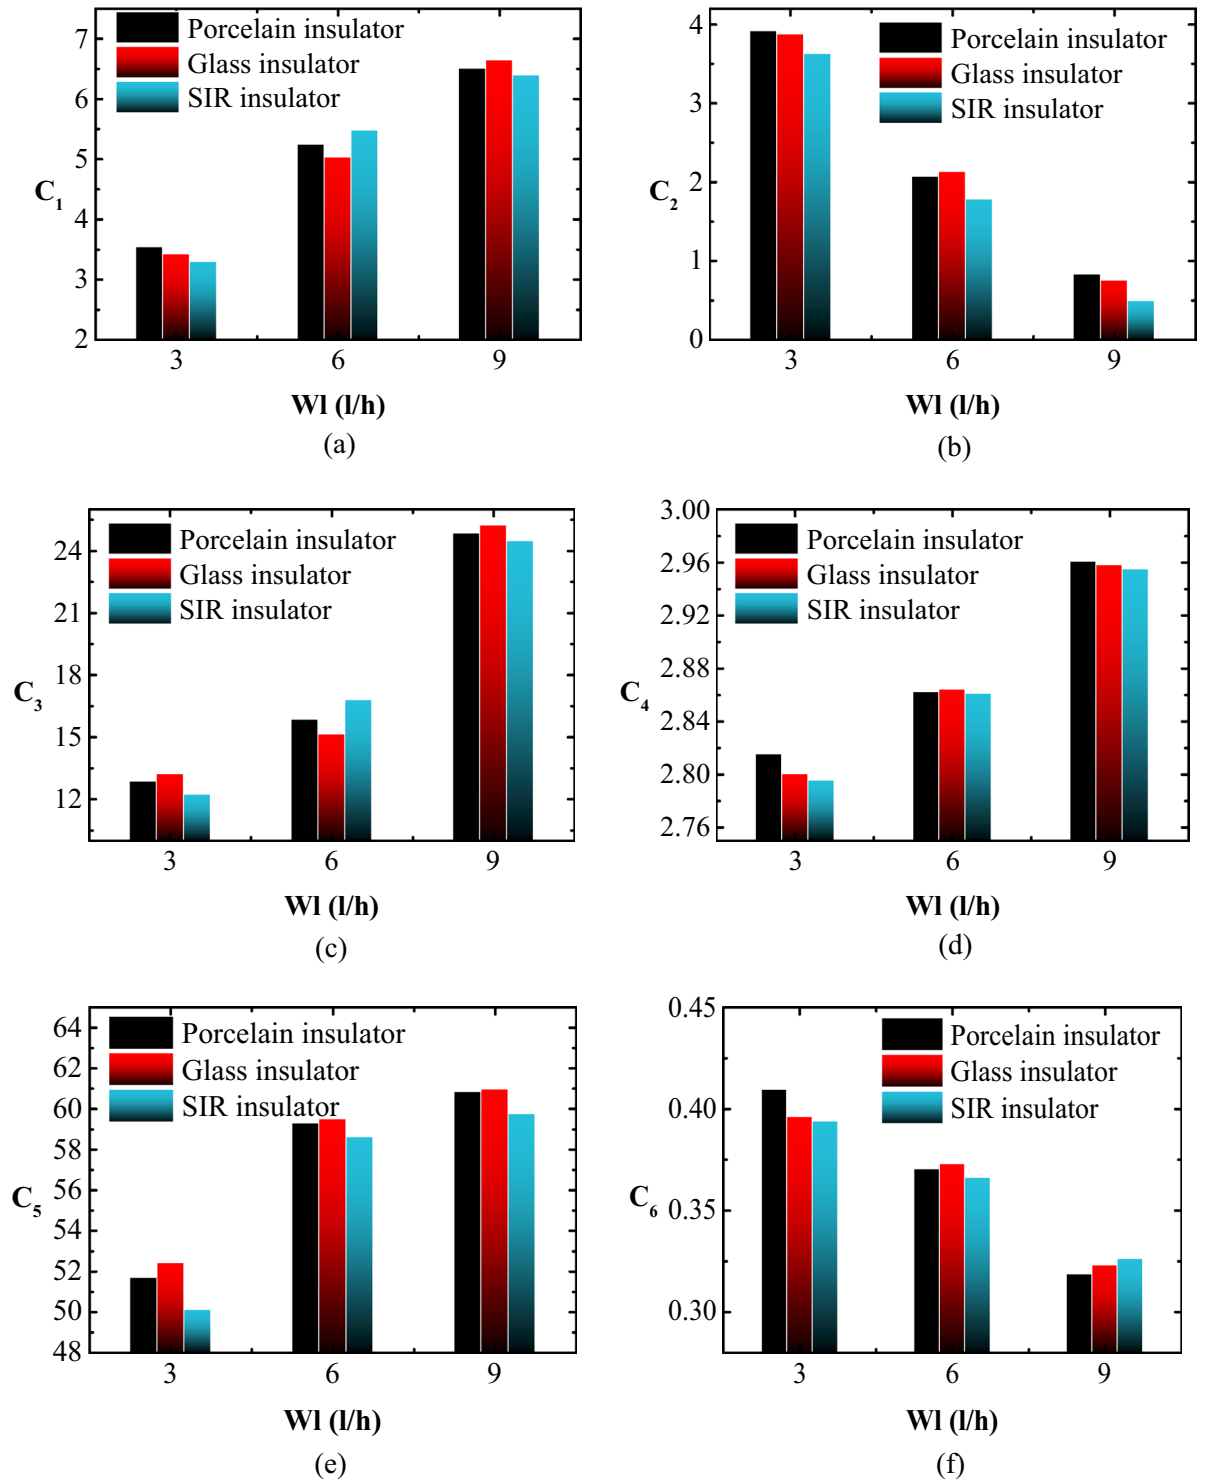 Porcelain insulator
Glass insulator
SIR insulator
7
6
5
4
3
2
C1
3 6 9
Wl (l/h)
(a)
Porcelain insulator
Glass insulator
SIR insulator
4
3
2
1
0
C2
3 6 9
Wl (l/h)
(b)
Porcelain insulator
Glass insulator
SIR insulator
24
21
18
15
12
C3
3 6 9
Wl (l/h)
(c)
Porcelain insulator
Glass insulator
SIR insulator
3.00
2.96
2.92
2.88
2.84
2.80
2.76
C4
3 6 9
Wl (l/h)
(d)
Porcelain insulator
Glass insulator
SIR insulator
64
62
60
58
56
54
52
50
48
C5
3 6 9
Wl (l/h)
(e)
Porcelain insulator
Glass insulator
SIR insulator
0.45
0.40
0.35
0.30
C6
3 6 9
Wl (l/h)
(f)